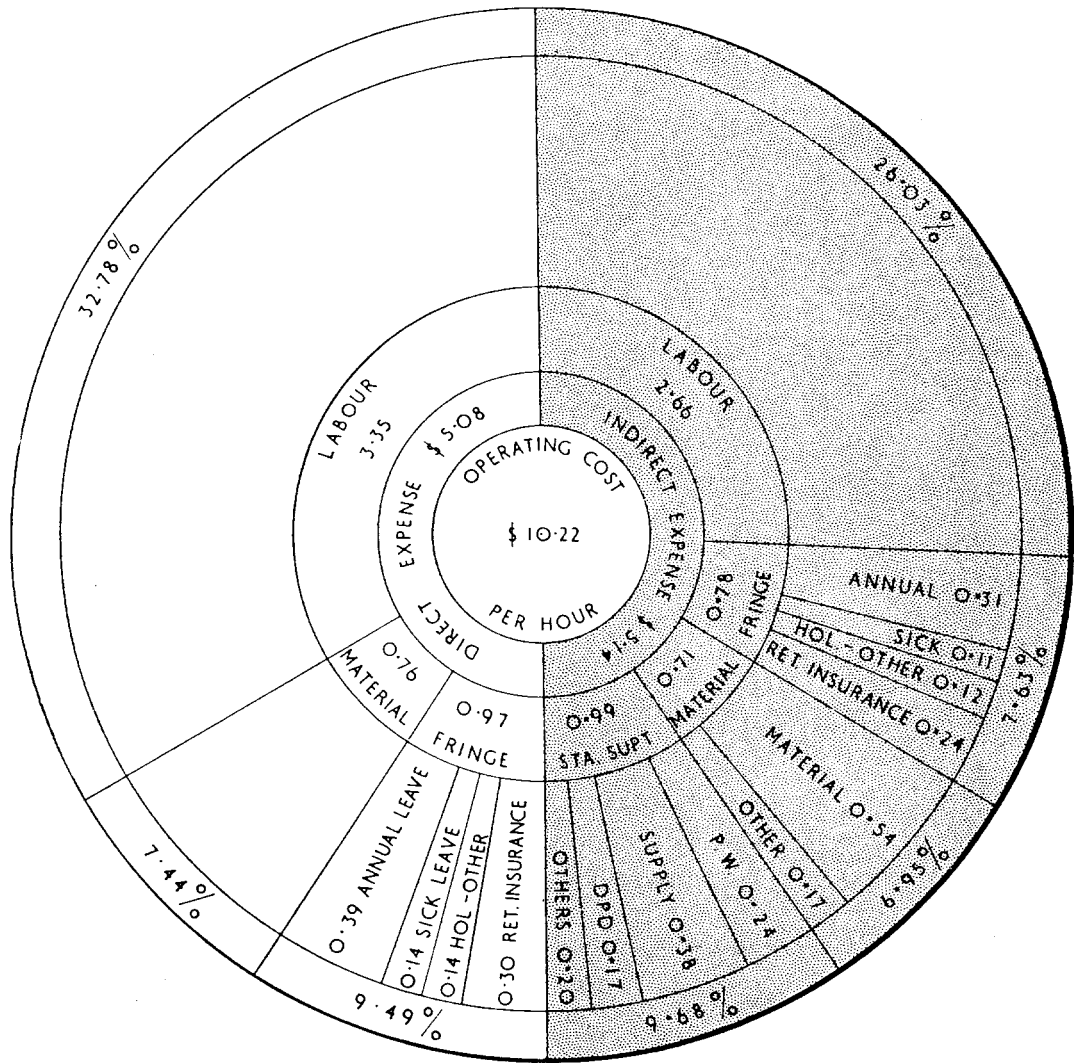 OPERATING COST
$ 10·22
PER HOUR
INDIRECT EXPENSE $ 5·14
DIRECT EXPENSE $ 5·08
LABOUR
2·66
26·03%
FRINGE
0·78
ANNUAL 0·31
SICK 0·11
HOL - OTHER 0·12
RET INSURANCE 0·24
7·63%
MATERIAL
0·71
MATERIAL 0·54
OTHER 0·17
6·95%
STA. SUPT
0·99
P W 0·24
SUPPLY 0·38
DPD 0·17
OTHERS 0·20
9·68%
FRINGE
0·97
0·30 RET. INSURANCE
0·14 HOL - OTHER
0·14 SICK LEAVE
0·39 ANNUAL LEAVE
9·49%
MATERIAL
0·76
7·44%
LABOUR
3·35
32·78%